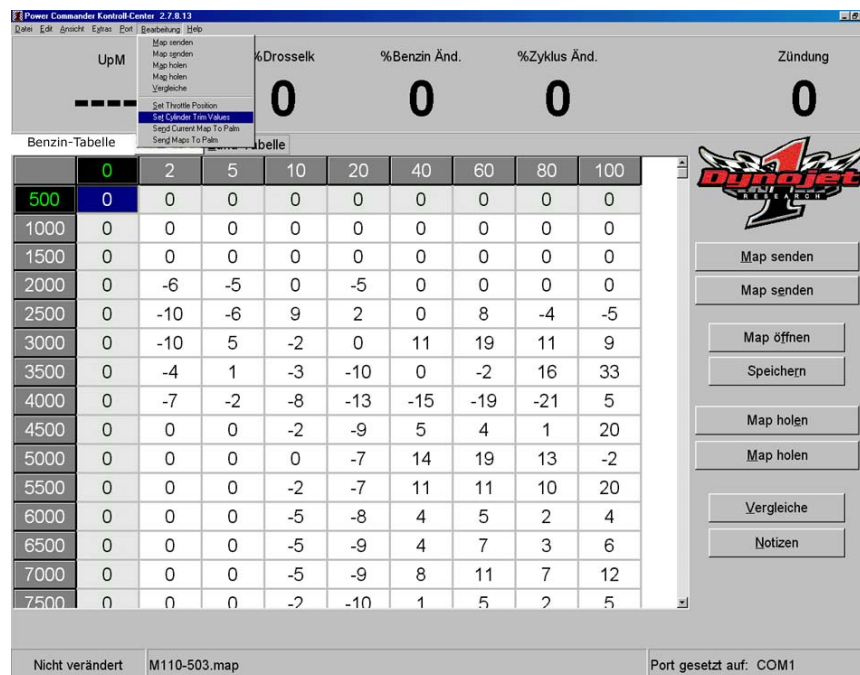 Power Commander Kontroll-Center 2.7.8.13
Datei Edit Ansicht Extras Port Bearbeitung Help
Map senden
Map senden
Map holen
Map holen
Vergleiche
Set Throttle Position
Set Cylinder Trim Values
Send Current Map To Palm
Send Maps To Palm
UpM %Drosselk %Benzin Änd. %Zyklus Änd. Zündung
---- 0 0 0 0
Benzin-Tabelle
0 2 5 10 20 40 60 80 100
500 0 0 0 0 0 0 0 0 0
1000 0 0 0 0 0 0 0 0 0
1500 0 0 0 0 0 0 0 0 0
2000 0 -6 -5 0 -5 0 0 0 0
2500 0 -10 -6 9 2 0 8 -4 -5
3000 0 -10 5 -2 0 11 19 11 9
3500 0 -4 1 -3 -10 0 -2 16 33
4000 0 -7 -2 -8 -13 -15 -19 -21 5
4500 0 0 0 -2 -9 5 4 1 20
5000 0 0 0 0 -7 14 19 13 -2
5500 0 0 0 -2 -7 11 11 10 20
6000 0 0 0 -5 -8 4 5 2 4
6500 0 0 0 -5 -9 4 7 3 6
7000 0 0 0 -5 -9 8 11 7 12
7500 0 0 0 -2 -10 1 5 2 5
Dynojet
RESEARCH
Map senden
Map senden
Map öffnen
Speichern
Map holen
Map holen
Vergleiche
Notizen
Nicht verändert M110-503.map Port gesetzt auf: COM1